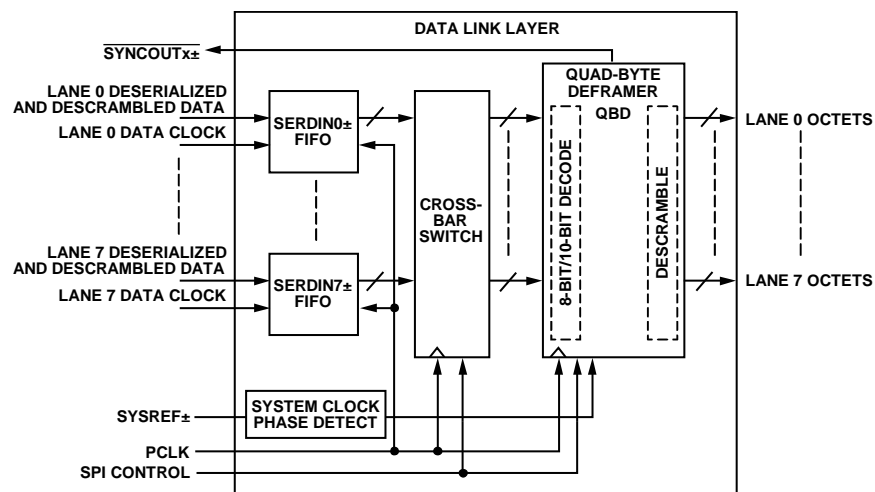 DATA LINK LAYER
SYNCOUTx±
QUAD-BYTE
DEFRAMER
QBD
LANE 0 DESERIALIZED
AND DESCRAMBLED DATA
LANE 0 DATA CLOCK
SERDIN0±
FIFO
LANE 0 OCTETS
CROSS-
BAR
SWITCH
8-BIT/10-BIT DECODE
DESCRAMBLE
LANE 7 DESERIALIZED
AND DESCRAMBLED DATA
LANE 7 DATA CLOCK
SERDIN7±
FIFO
LANE 7 OCTETS
SYSREF±
SYSTEM CLOCK
PHASE DETECT
PCLK
SPI CONTROL